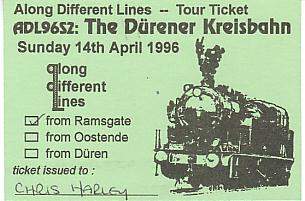 Along Different Lines -- Tour Ticket
ADL96S2: The Dürener Kreisbahn
Sunday 14th April 1996
along
different
lines
from Ramsgate
from Oostende
from Düren
ticket issued to :
CHRIS HARLEY